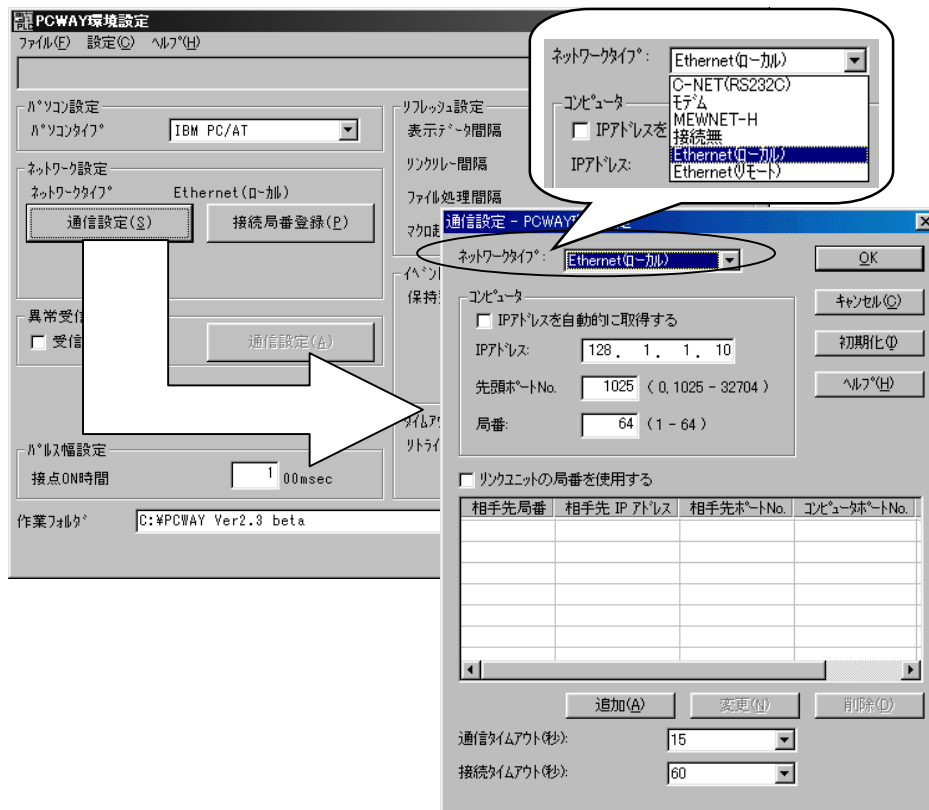 PCWAY環境設定
ファイル(F) 設定(C) ヘルプ(H)
パソコン設定
パソコンタイプ IBM PC/AT
ネットワーク設定
ネットワークタイプ Ethernet(ローカル)
通信設定(S) 接続局番登録(P)
異常受信
受信
通信設定(A)
パルス幅設定
接点ON時間 1 00msec
作業フォルダ C:¥PCWAY Ver2.3 beta
リフレッシュ設定
表示データ間隔
リンクリレー間隔
ファイル処理間隔
マクロ起
イベント
保持
タイムアウ
リトライ
ネットワークタイプ: Ethernet(ローカル)
C-NET(RS232C)
モデム
MEWNET-H
接続無
Ethernet(ローカル)
Ethernet(リモート)
コンピュータ
IPアドレスを
IPアドレス:
通信設定 - PCWAY環境設定
ネットワークタイプ: Ethernet(ローカル)
コンピュータ
IPアドレスを自動的に取得する
IPアドレス: 128. 1. 1. 10
先頭ポートNo. 1025 ( 0, 1025 - 32704 )
局番: 64 ( 1 - 64 )
OK
キャンセル(C)
初期化(I)
ヘルプ(H)
リンクユニットの局番を使用する
相手先局番 相手先 IP アドレス 相手先ポートNo. コンピュータポートNo.
追加(A) 変更(N) 削除(D)
通信タイムアウト(秒): 15
接続タイムアウト(秒): 60